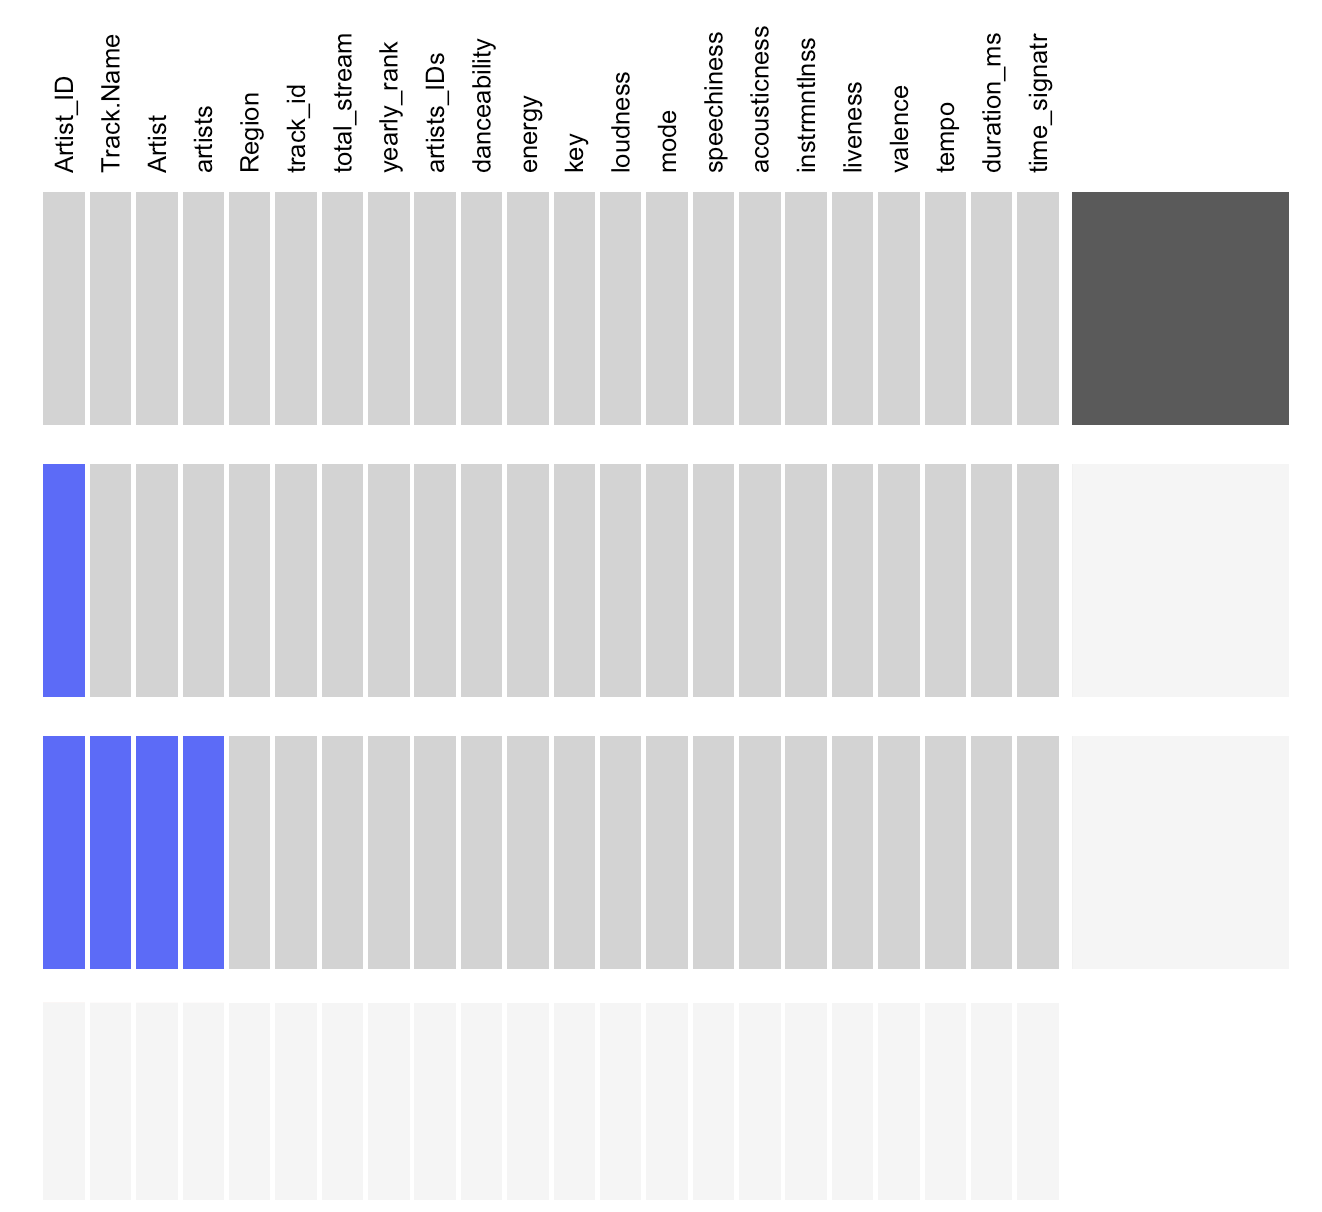 Artist_ID
Track.Name
Artist
artists
Region
track_id
total_stream
yearly_rank
artists_IDs
danceability
energy
key
loudness
mode
speechiness
acousticness
instrmntlnss
liveness
valence
tempo
duration_ms
time_signatr